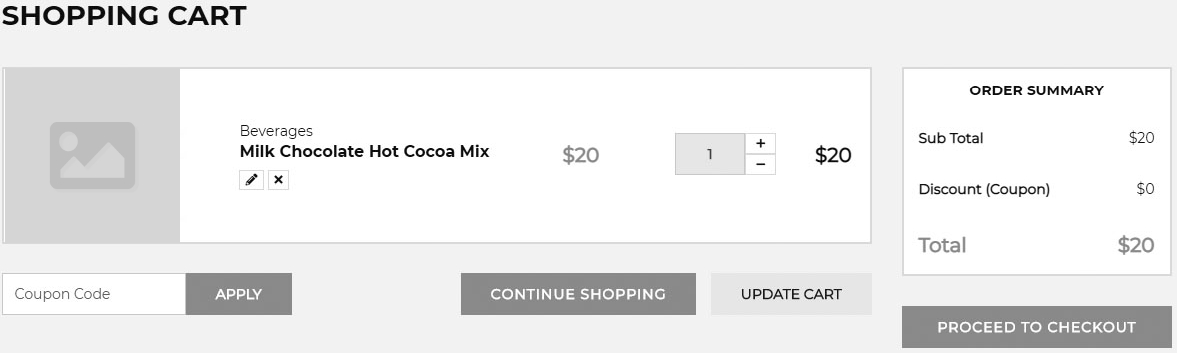 SHOPPING CART
Beverages
Milk Chocolate Hot Cocoa Mix
$20
1
+
−
$20
Coupon Code
APPLY
CONTINUE SHOPPING
UPDATE CART
ORDER SUMMARY
Sub Total $20
Discount (Coupon) $0
Total $20
PROCEED TO CHECKOUT